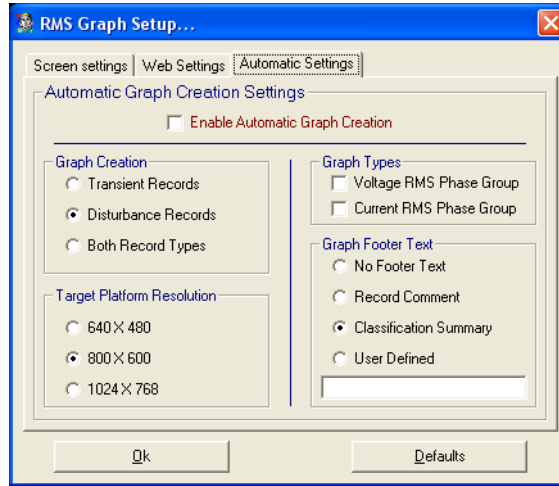 RMS Graph Setup...
Screen settings Web Settings Automatic Settings
Automatic Graph Creation Settings
Enable Automatic Graph Creation
Graph Creation
Transient Records
Disturbance Records
Both Record Types
Target Platform Resolution
640 X 480
800 X 600
1024 X 768
Graph Types
Voltage RMS Phase Group
Current RMS Phase Group
Graph Footer Text
No Footer Text
Record Comment
Classification Summary
User Defined
Ok Defaults